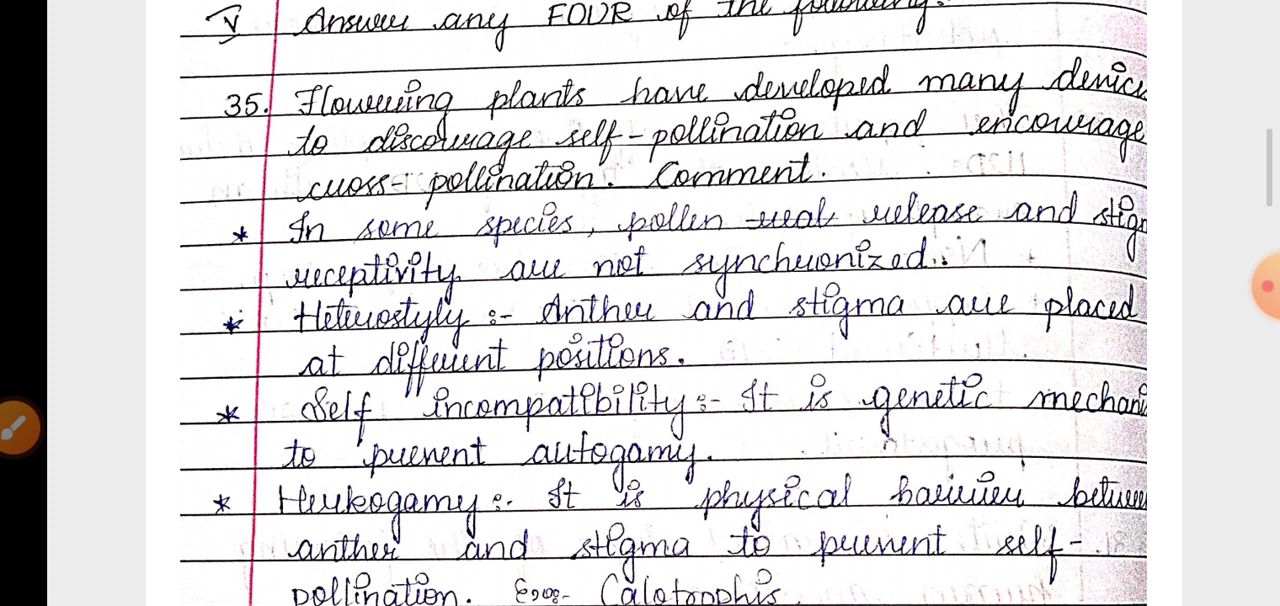 V Answer any FOUR of the following.
35. Flowering plants have developed many device
to discourage self-pollination and encourage
cross-pollination. Comment.
* In some species, pollen release and stig
receptivity are not synchronized.
* Heterostyly :- Anther and stigma are placed
at different positions.
* Self incompatibility:- It is genetic mechani
to prevent autogamy.
* Herkogamy:- It is physical barrier between
anther and stigma to prevent self-
pollination. Eg:- Calotrophis.